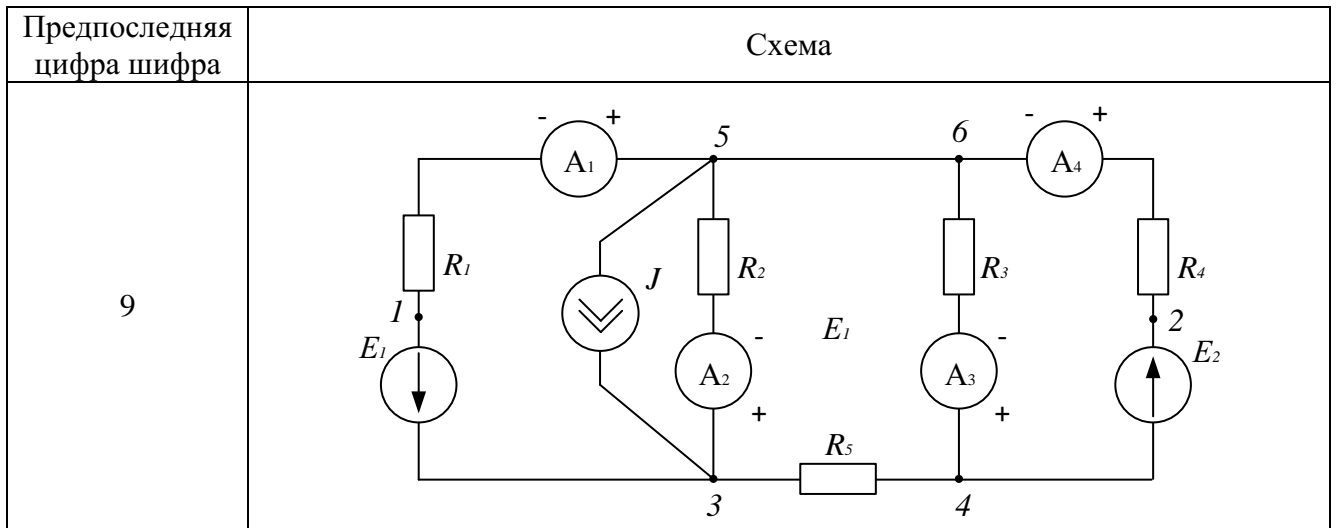 Предпоследняя
цифра шифра
Схема
9
- +
A1
5
6
- +
A4
R1
J
R2
R3
R4
1
E1
E1
2
E2
-
A2
+
-
A3
+
R5
3
4